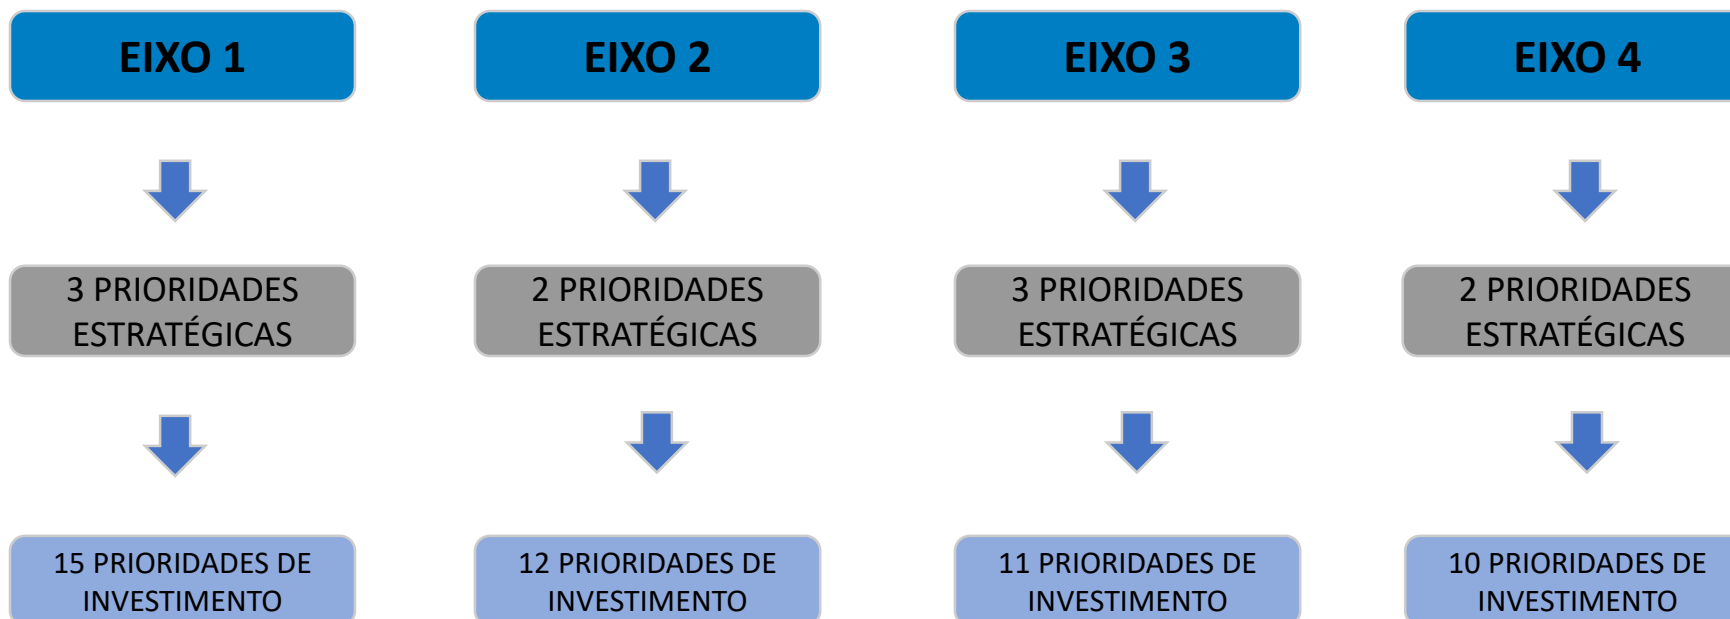 EIXO 1
EIXO 2
EIXO 3
EIXO 4
3 PRIORIDADES
ESTRATÉGICAS
2 PRIORIDADES
ESTRATÉGICAS
3 PRIORIDADES
ESTRATÉGICAS
2 PRIORIDADES
ESTRATÉGICAS
15 PRIORIDADES DE
INVESTIMENTO
12 PRIORIDADES DE
INVESTIMENTO
11 PRIORIDADES DE
INVESTIMENTO
10 PRIORIDADES DE
INVESTIMENTO